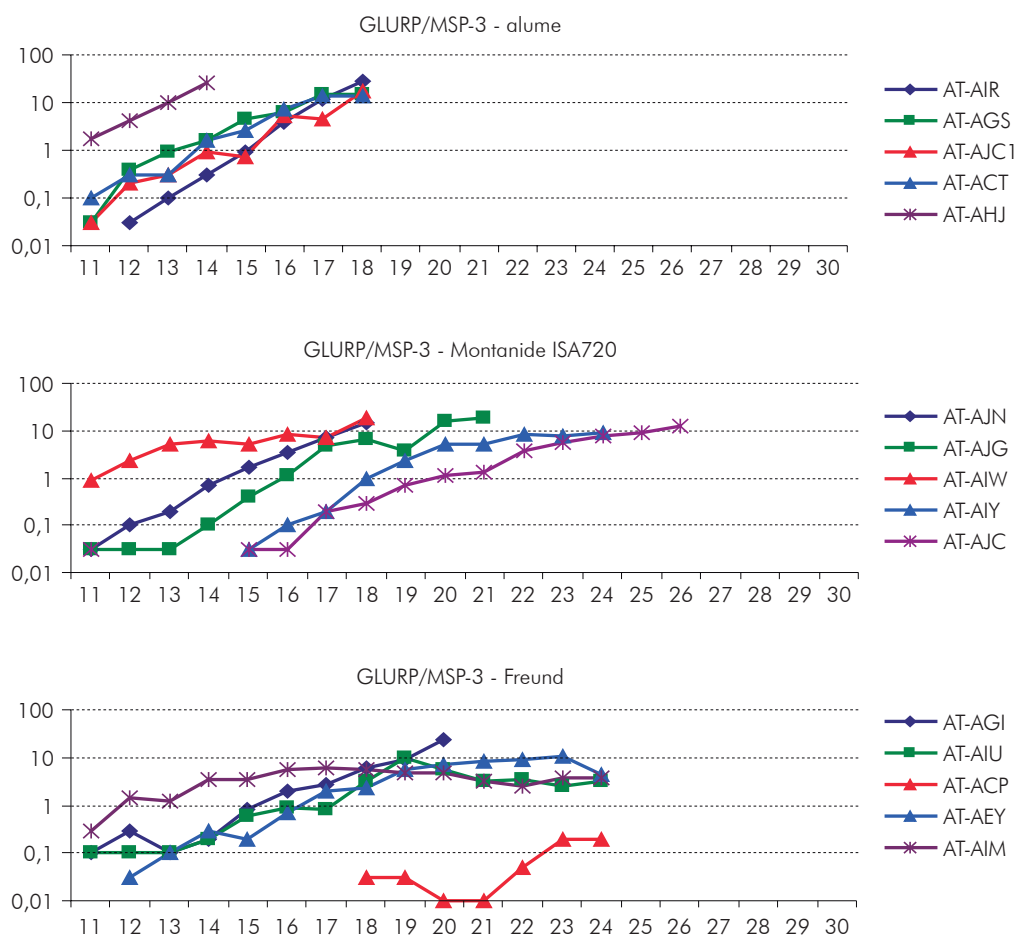 GLURP/MSP-3 - alume
100
10
1
0,1
0,01
11 12 13 14 15 16 17 18 19 20 21 22 23 24 25 26 27 28 29 30
AT-AIR
AT-AGS
AT-AJC1
AT-ACT
AT-AHJ
GLURP/MSP-3 - Montanide ISA720
100
10
1
0,1
0,01
11 12 13 14 15 16 17 18 19 20 21 22 23 24 25 26 27 28 29 30
AT-AJN
AT-AJG
AT-AIW
AT-AIY
AT-AJC
GLURP/MSP-3 - Freund
100
10
1
0,1
0,01
11 12 13 14 15 16 17 18 19 20 21 22 23 24 25 26 27 28 29 30
AT-AGI
AT-AIU
AT-ACP
AT-AEY
AT-AIM